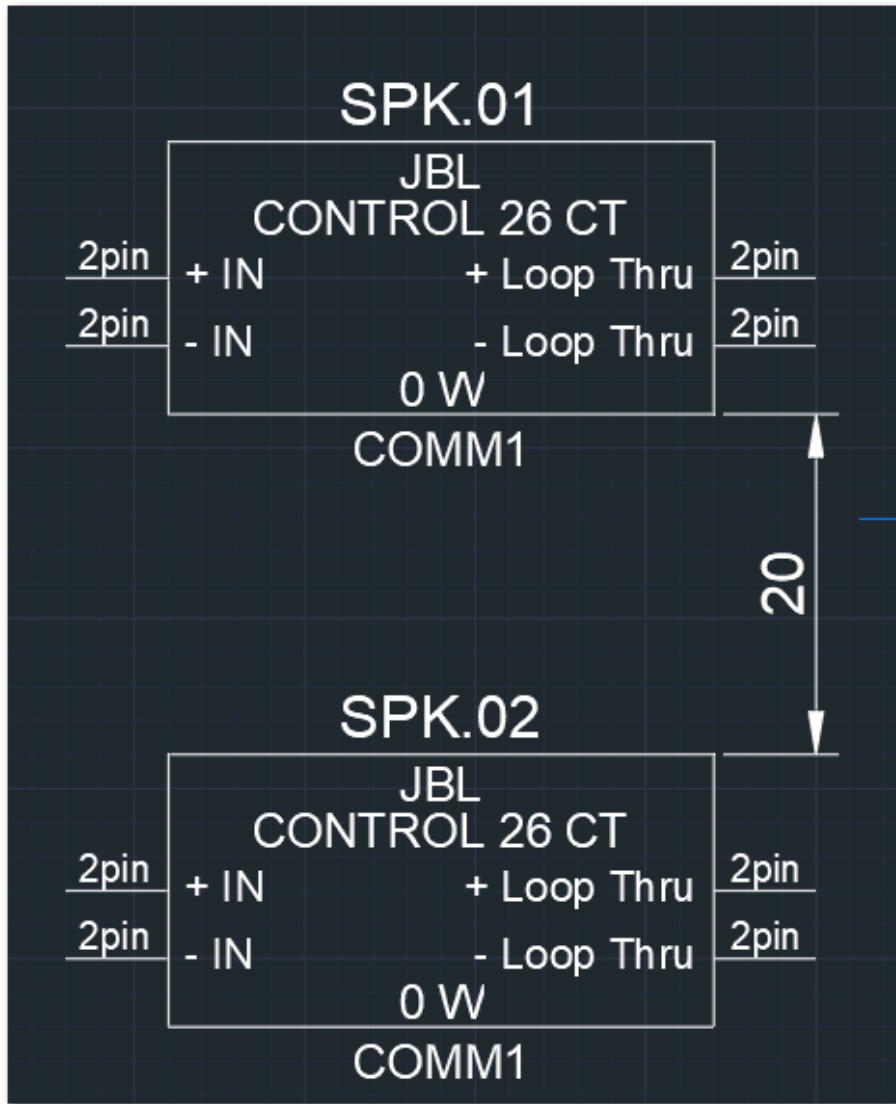 SPK.01
JBL
CONTROL 26 CT
2pin + IN + Loop Thru 2pin
2pin - IN - Loop Thru 2pin
0 W
COMM1
20
SPK.02
JBL
CONTROL 26 CT
2pin + IN + Loop Thru 2pin
2pin - IN - Loop Thru 2pin
0 W
COMM1